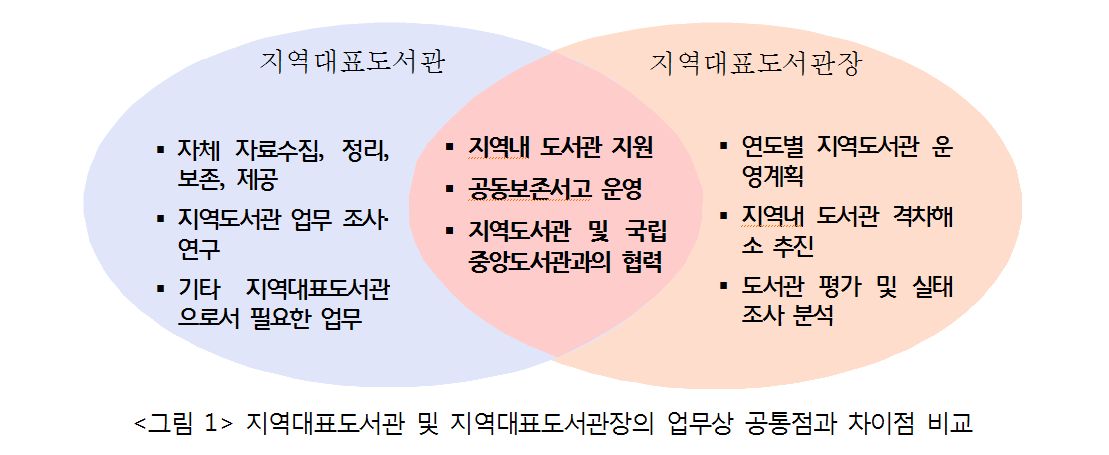 지역대표도서관
지역대표도서관장
▪ 자체 자료수집, 정리,
보존, 제공
▪ 지역도서관 업무 조사·
연구
▪ 기타 지역대표도서관
으로서 필요한 업무
▪ 지역내 도서관 지원
▪ 공동보존서고 운영
▪ 지역도서관 및 국립
중앙도서관과의 협력
▪ 연도별 지역도서관 운
영계획
▪ 지역내 도서관 격차해
소 추진
▪ 도서관 평가 및 실태
조사 분석
<그림 1> 지역대표도서관 및 지역대표도서관장의 업무상 공통점과 차이점 비교